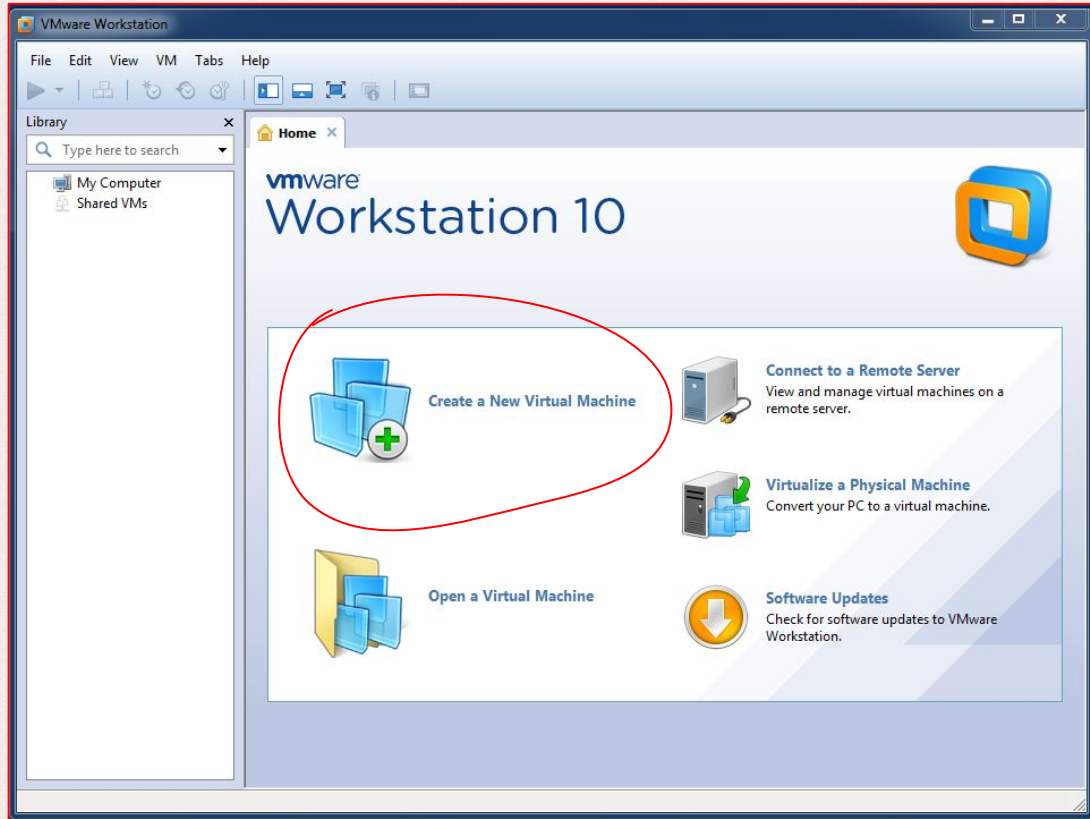 VMware Workstation
File Edit View VM Tabs Help
Library
Type here to search
My Computer
Shared VMs
Home
vmware
Workstation 10
Create a New Virtual Machine
Open a Virtual Machine
Connect to a Remote Server
View and manage virtual machines on a
remote server.
Virtualize a Physical Machine
Convert your PC to a virtual machine.
Software Updates
Check for software updates to VMware
Workstation.